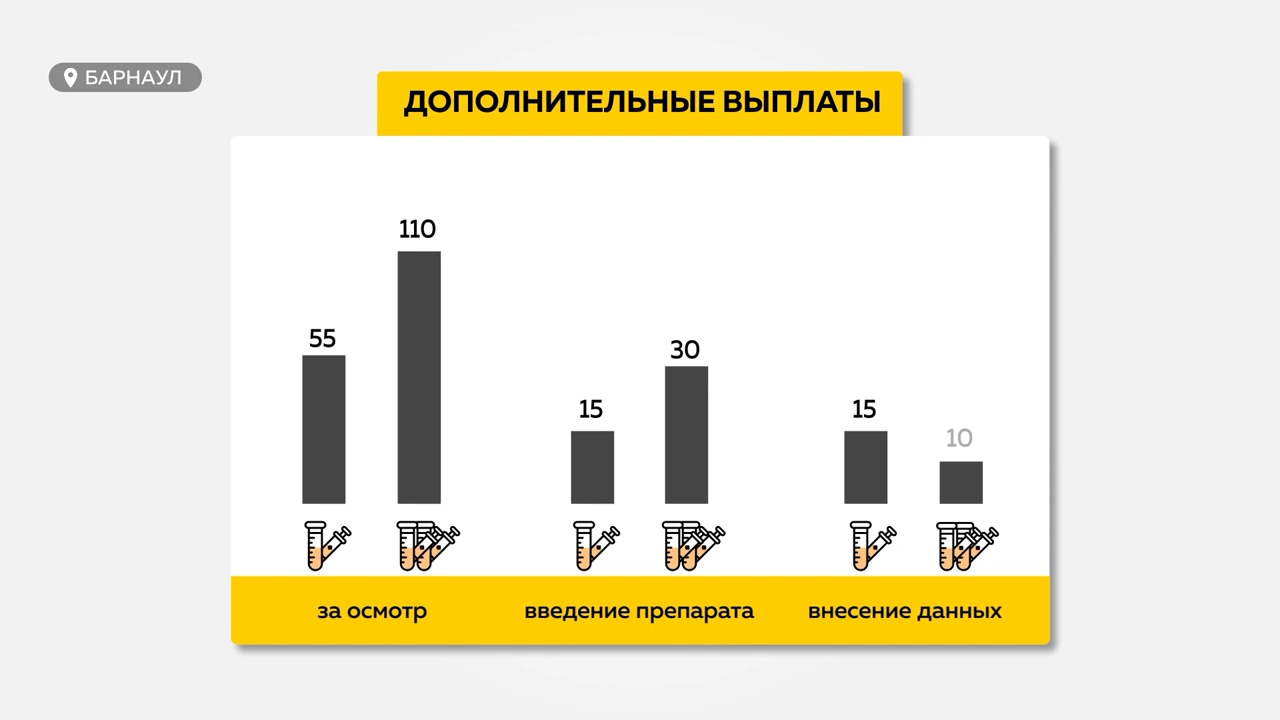 БАРНАУЛ
ДОПОЛНИТЕЛЬНЫЕ ВЫПЛАТЫ
55
110
15
30
15
10
за осмотр
введение препарата
внесение данных